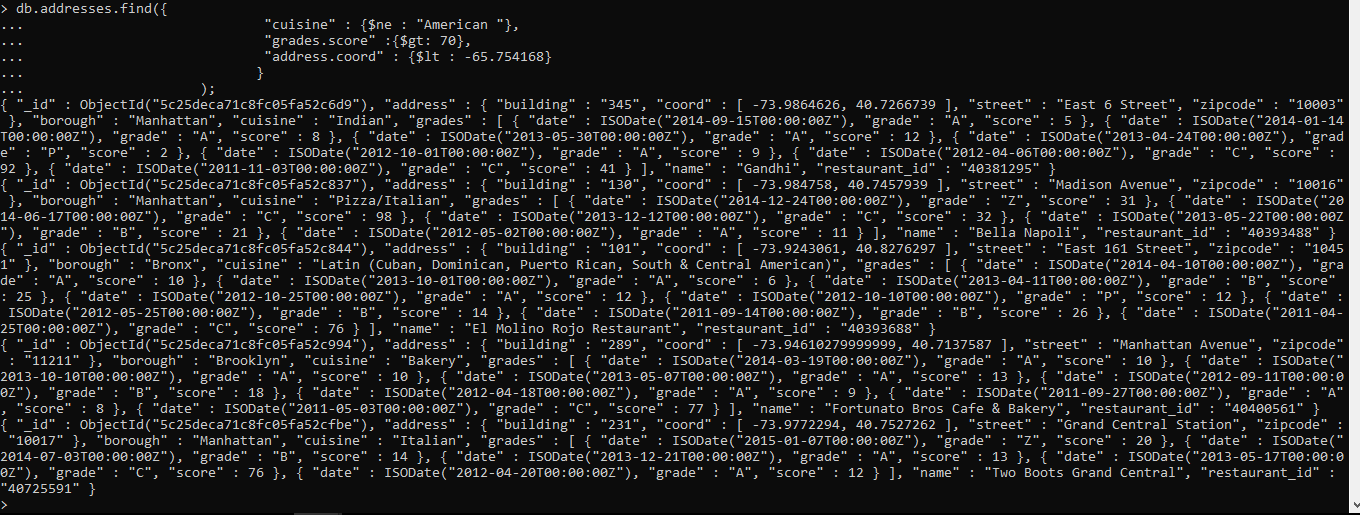 > db.addresses.find({
... "cuisine" : {$ne : "American "},
... "grades.score" :{$gt: 70},
... "address.coord" : {$lt : -65.754168}
... }
... );
{ "_id" : ObjectId("5c25deca71c8fc05fa52c6d9"), "address" : { "building" : "345", "coord" : [ -73.9864626, 40.7266739 ], "street" : "East 6 Street", "zipcode" : "10003"
 }, "borough" : "Manhattan", "cuisine" : "Indian", "grades" : [ { "date" : ISODate("2014-09-15T00:00:00Z"), "grade" : "A", "score" : 5 }, { "date" : ISODate("2014-01-14
T00:00:00Z"), "grade" : "A", "score" : 8 }, { "date" : ISODate("2013-05-30T00:00:00Z"), "grade" : "A", "score" : 12 }, { "date" : ISODate("2013-04-24T00:00:00Z"), "grad
e" : "P", "score" : 2 }, { "date" : ISODate("2012-10-01T00:00:00Z"), "grade" : "A", "score" : 9 }, { "date" : ISODate("2012-04-06T00:00:00Z"), "grade" : "C", "score" :
92 }, { "date" : ISODate("2011-11-03T00:00:00Z"), "grade" : "C", "score" : 41 } ], "name" : "Gandhi", "restaurant_id" : "40381295" }
{ "_id" : ObjectId("5c25deca71c8fc05fa52c837"), "address" : { "building" : "130", "coord" : [ -73.984758, 40.7457939 ], "street" : "Madison Avenue", "zipcode" : "10016"
 }, "borough" : "Manhattan", "cuisine" : "Pizza/Italian", "grades" : [ { "date" : ISODate("2014-12-24T00:00:00Z"), "grade" : "Z", "score" : 31 }, { "date" : ISODate("20
14-06-17T00:00:00Z"), "grade" : "C", "score" : 98 }, { "date" : ISODate("2013-12-12T00:00:00Z"), "grade" : "C", "score" : 32 }, { "date" : ISODate("2013-05-22T00:00:00Z
"), "grade" : "B", "score" : 21 }, { "date" : ISODate("2012-05-02T00:00:00Z"), "grade" : "A", "score" : 11 } ], "name" : "Bella Napoli", "restaurant_id" : "40393488" }
{ "_id" : ObjectId("5c25deca71c8fc05fa52c844"), "address" : { "building" : "101", "coord" : [ -73.9243061, 40.8276297 ], "street" : "East 161 Street", "zipcode" : "1045
1" }, "borough" : "Bronx", "cuisine" : "Latin (Cuban, Dominican, Puerto Rican, South & Central American)", "grades" : [ { "date" : ISODate("2014-04-10T00:00:00Z"), "gra
de" : "A", "score" : 10 }, { "date" : ISODate("2013-10-01T00:00:00Z"), "grade" : "A", "score" : 6 }, { "date" : ISODate("2013-04-11T00:00:00Z"), "grade" : "B", "score"
: 25 }, { "date" : ISODate("2012-10-25T00:00:00Z"), "grade" : "A", "score" : 12 }, { "date" : ISODate("2012-10-10T00:00:00Z"), "grade" : "P", "score" : 12 }, { "date" :
 ISODate("2012-05-25T00:00:00Z"), "grade" : "B", "score" : 14 }, { "date" : ISODate("2011-09-14T00:00:00Z"), "grade" : "B", "score" : 26 }, { "date" : ISODate("2011-04-
25T00:00:00Z"), "grade" : "C", "score" : 76 } ], "name" : "El Molino Rojo Restaurant", "restaurant_id" : "40393688" }
{ "_id" : ObjectId("5c25deca71c8fc05fa52c994"), "address" : { "building" : "289", "coord" : [ -73.94610279999999, 40.7137587 ], "street" : "Manhattan Avenue", "zipcode"
 : "11211" }, "borough" : "Brooklyn", "cuisine" : "Bakery", "grades" : [ { "date" : ISODate("2014-03-19T00:00:00Z"), "grade" : "A", "score" : 10 }, { "date" : ISODate("
2013-10-10T00:00:00Z"), "grade" : "A", "score" : 10 }, { "date" : ISODate("2013-05-07T00:00:00Z"), "grade" : "A", "score" : 13 }, { "date" : ISODate("2012-09-11T00:00:0
0Z"), "grade" : "B", "score" : 18 }, { "date" : ISODate("2012-04-18T00:00:00Z"), "grade" : "A", "score" : 9 }, { "date" : ISODate("2011-09-27T00:00:00Z"), "grade" : "A"
, "score" : 8 }, { "date" : ISODate("2011-05-03T00:00:00Z"), "grade" : "C", "score" : 77 } ], "name" : "Fortunato Bros Cafe & Bakery", "restaurant_id" : "40400561" }
{ "_id" : ObjectId("5c25deca71c8fc05fa52cfbe"), "address" : { "building" : "231", "coord" : [ -73.9772294, 40.7527262 ], "street" : "Grand Central Station", "zipcode" :
 "10017" }, "borough" : "Manhattan", "cuisine" : "Italian", "grades" : [ { "date" : ISODate("2015-01-07T00:00:00Z"), "grade" : "Z", "score" : 20 }, { "date" : ISODate("
2014-07-03T00:00:00Z"), "grade" : "B", "score" : 14 }, { "date" : ISODate("2013-12-21T00:00:00Z"), "grade" : "A", "score" : 13 }, { "date" : ISODate("2013-05-17T00:00:0
0Z"), "grade" : "C", "score" : 76 }, { "date" : ISODate("2012-04-20T00:00:00Z"), "grade" : "A", "score" : 12 } ], "name" : "Two Boots Grand Central", "restaurant_id" :
"40725591" }
>